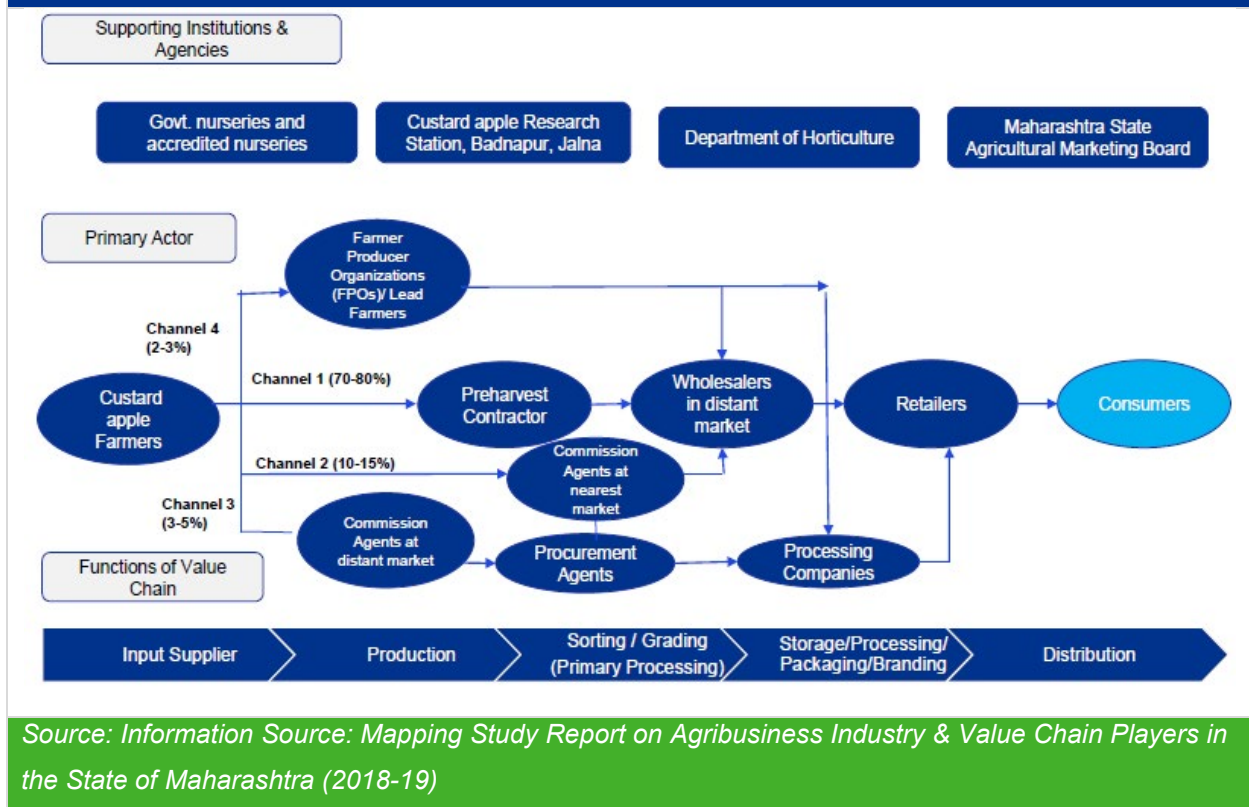 Supporting Institutions &
Agencies
Govt. nurseries and
accredited nurseries
Custard apple Research
Station, Badnapur, Jalna
Department of Horticulture
Maharashtra State
Agricultural Marketing Board
Primary Actor
Farmer
Producer
Organizations
(FPOs)/ Lead
Farmers
Channel 4
(2-3%)
Channel 1 (70-80%)
Custard
apple
Farmers
Preharvest
Contractor
Wholesalers
in distant
market
Retailers
Consumers
Channel 2 (10-15%)
Commission
Agents at
nearest
market
Channel 3
(3-5%)
Commission
Agents at
distant market
Procurement
Agents
Processing
Companies
Functions of Value
Chain
Input Supplier
Production
Sorting / Grading
(Primary Processing)
Storage/Processing/
Packaging/Branding
Distribution
Source: Information Source: Mapping Study Report on Agribusiness Industry & Value Chain Players in
the State of Maharashtra (2018-19)